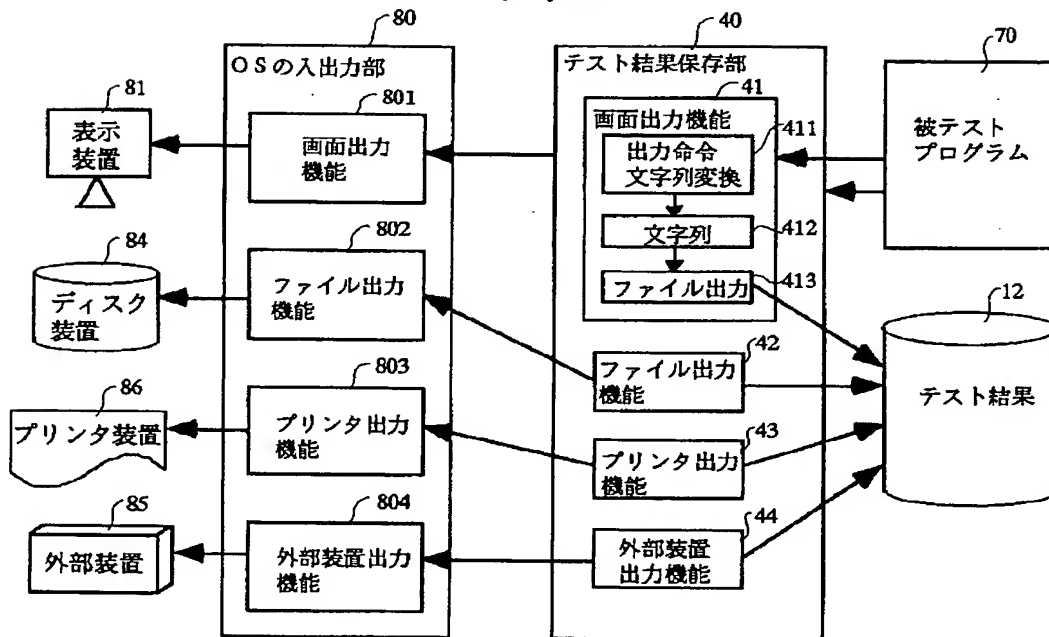 80
OSの入出力部
81
表示
装置
801
画面出力
機能
84
ディスク
装置
802
ファイル出力
機能
86
プリンタ装置
803
プリンタ出力
機能
85
外部装置
804
外部装置出力
機能
40
テスト結果保存部
41
画面出力機能
411
出力命令
文字列変換
文字列
412
ファイル出力
413
42
ファイル出力
機能
43
プリンタ出力
機能
44
外部装置
出力機能
70
被テスト
プログラム
12
テスト結果